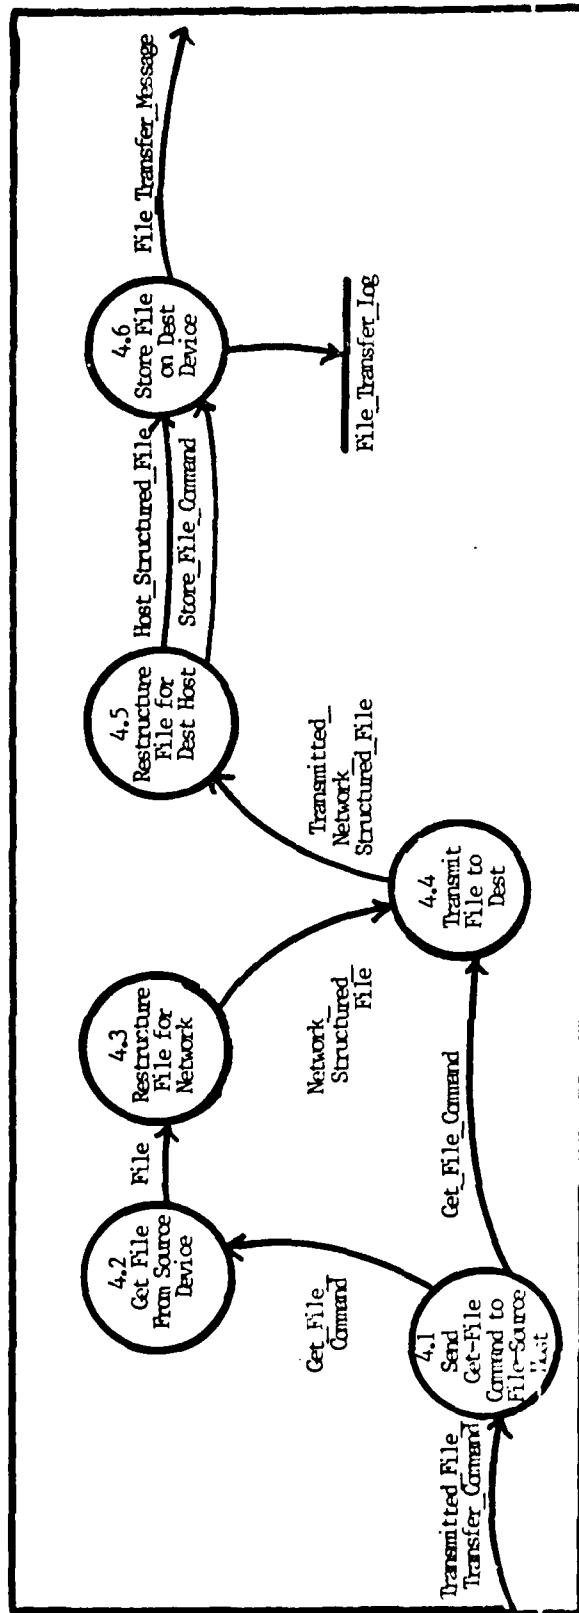 Transmitted_File_
Transfer_Command
4.1
Send
Get-File
Command to
File-Source
Get_File_
Command
Get_File_Command
4.2
Get File
From Source
Device
File
4.3
Restructure
File for
Network
Network_
Structured_
File
4.4
Transmit
File to
Dest
Transmitted_
Network_
Structured_File
4.5
Restructure
File for
Dest Host
Host_Structured_File
Store_File_Command
4.6
Store File
on Dest
Device
File_Transfer_Message
File_Transfer_Log